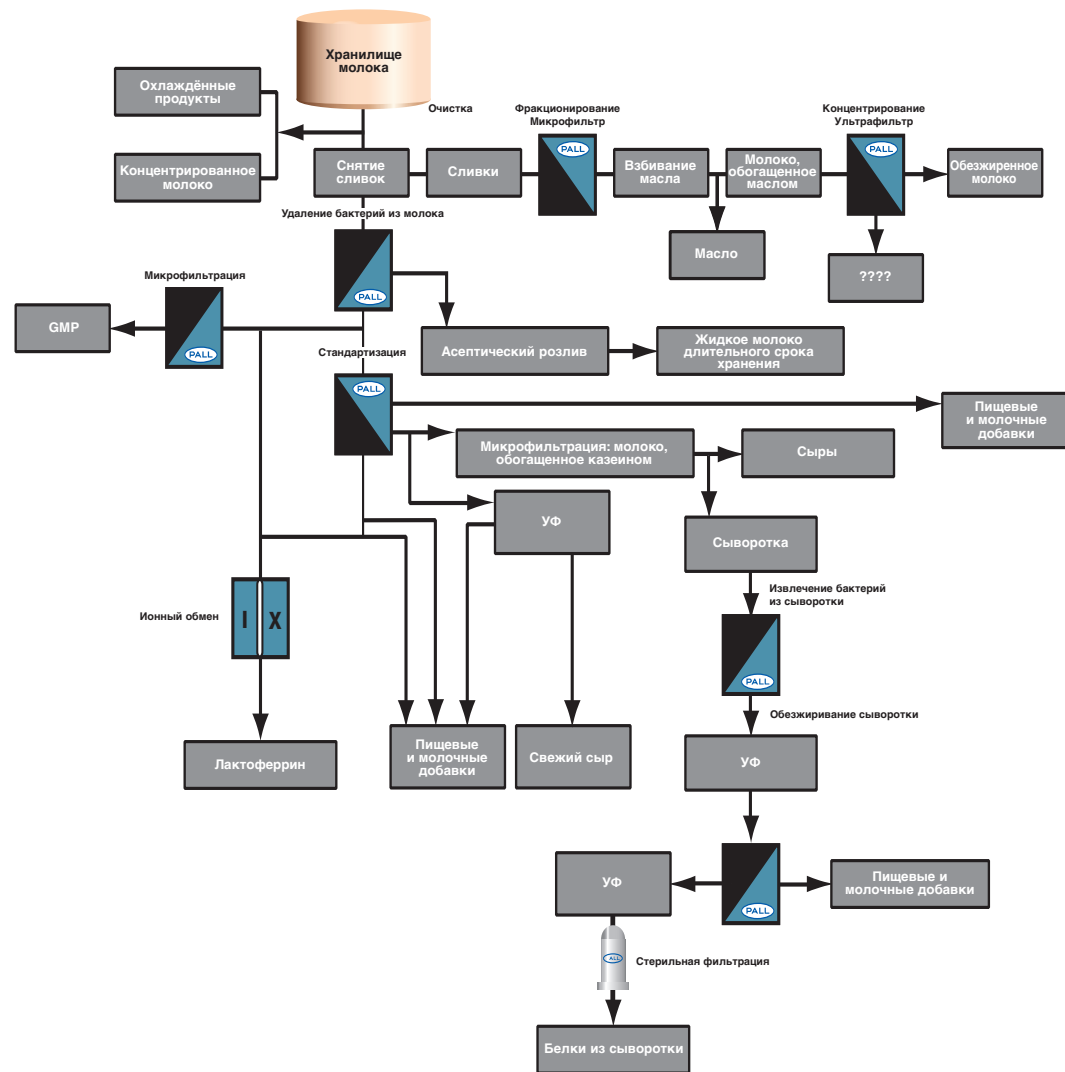 Хранилище
молока
Охлаждённые
продукты
Очистка
Фракционирование
Микрофильтр
Концентрирование
Ультрафильтр
PALL
PALL
Концентрированное
молоко
Снятие
сливок
Сливки
Взбивание
масла
Молоко,
обогащенное
маслом
Обезжиренное
молоко
Удаление бактерий из молока
Масло
????
PALL
Микрофильтрация
GMP
PALL
Асептический розлив
Жидкое молоко
длительного срока
хранения
Стандартизация
PALL
Пищевые
и молочные
добавки
Микрофильтрация: молоко,
обогащенное казеином
Сыры
УФ
Сыворотка
Ионный обмен
I X
Извлечение бактерий
из сыворотки
PALL
Обезжиривание сыворотки
Лактоферрин
Пищевые
и молочные
добавки
Свежий сыр
УФ
УФ
PALL
Пищевые и
молочные добавки
ALL
Стерильная фильтрация
Белки из сыворотки